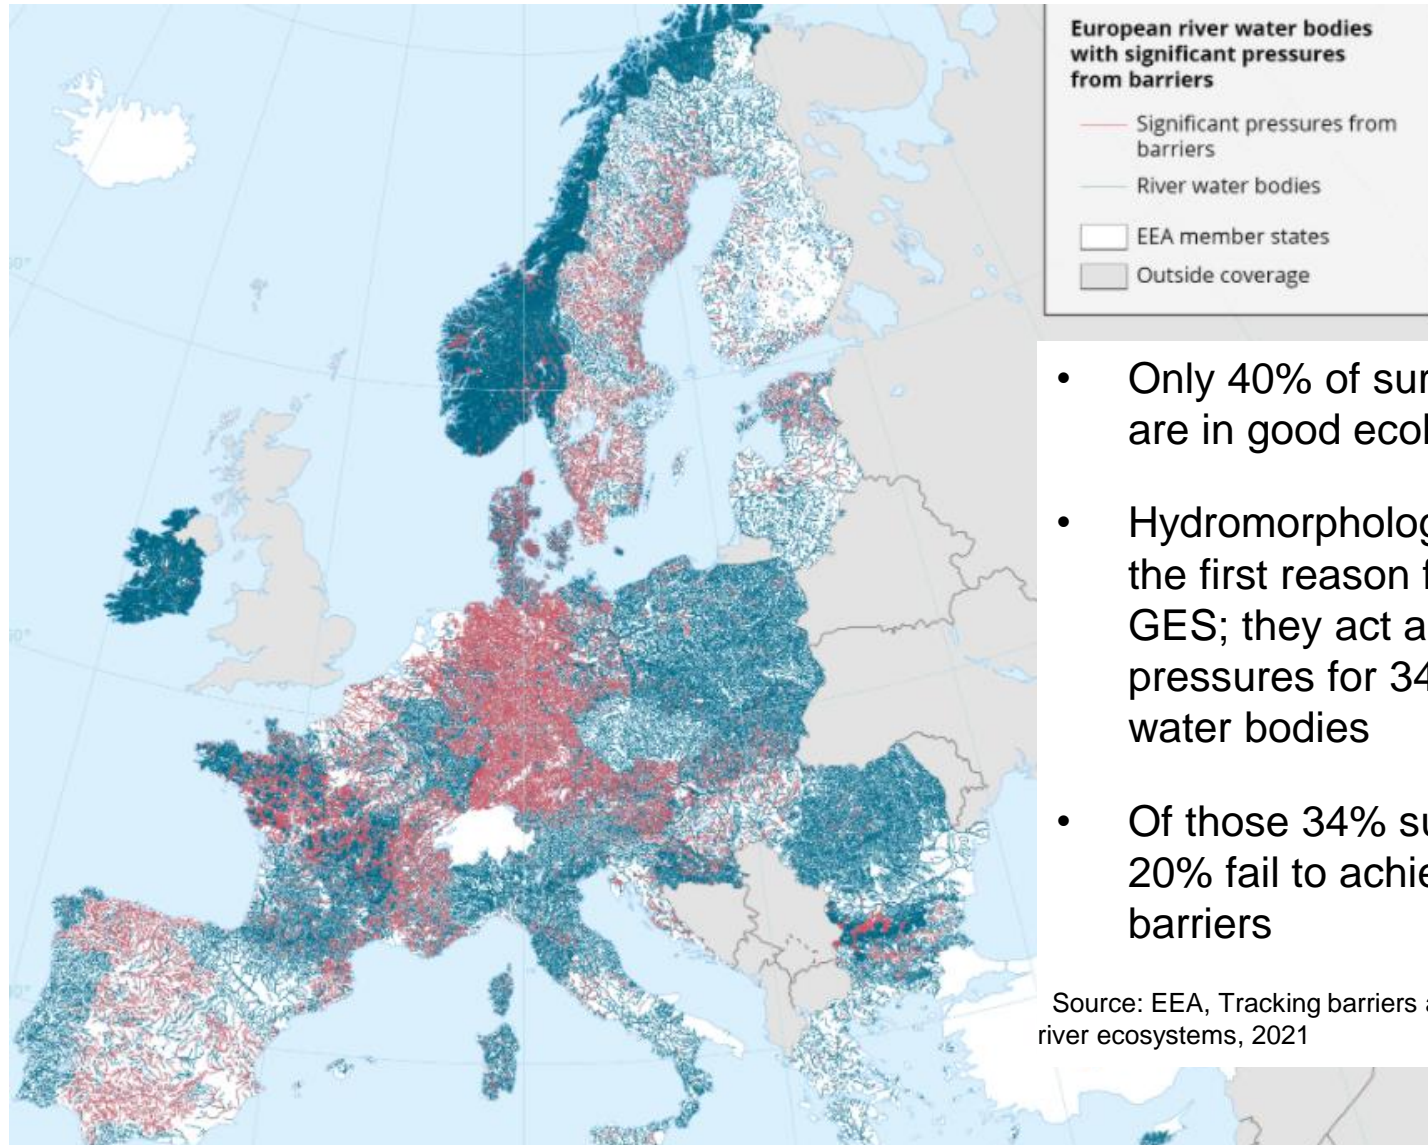 European river water bodies
with significant pressures
from barriers
Significant pressures from
barriers
River water bodies
EEA member states
Outside coverage
• Only 40% of sur
are in good ecol
• Hydromorpholog
the first reason f
GES; they act a
pressures for 34
water bodies
• Of those 34% su
20% fail to achie
barriers
Source: EEA, Tracking barriers a
river ecosystems, 2021